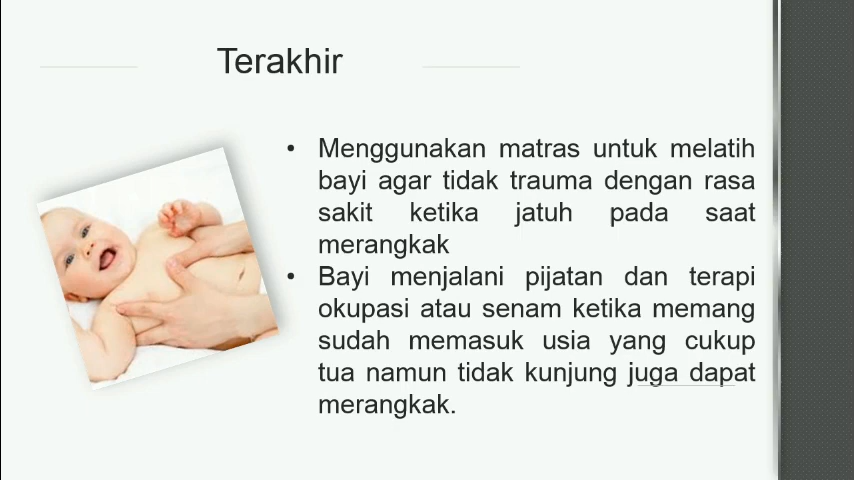 Terakhir
• Menggunakan matras untuk melatih
bayi agar tidak trauma dengan rasa
sakit ketika jatuh pada saat
merangkak
• Bayi menjalani pijatan dan terapi
okupasi atau senam ketika memang
sudah memasuk usia yang cukup
tua namun tidak kunjung juga dapat
merangkak.